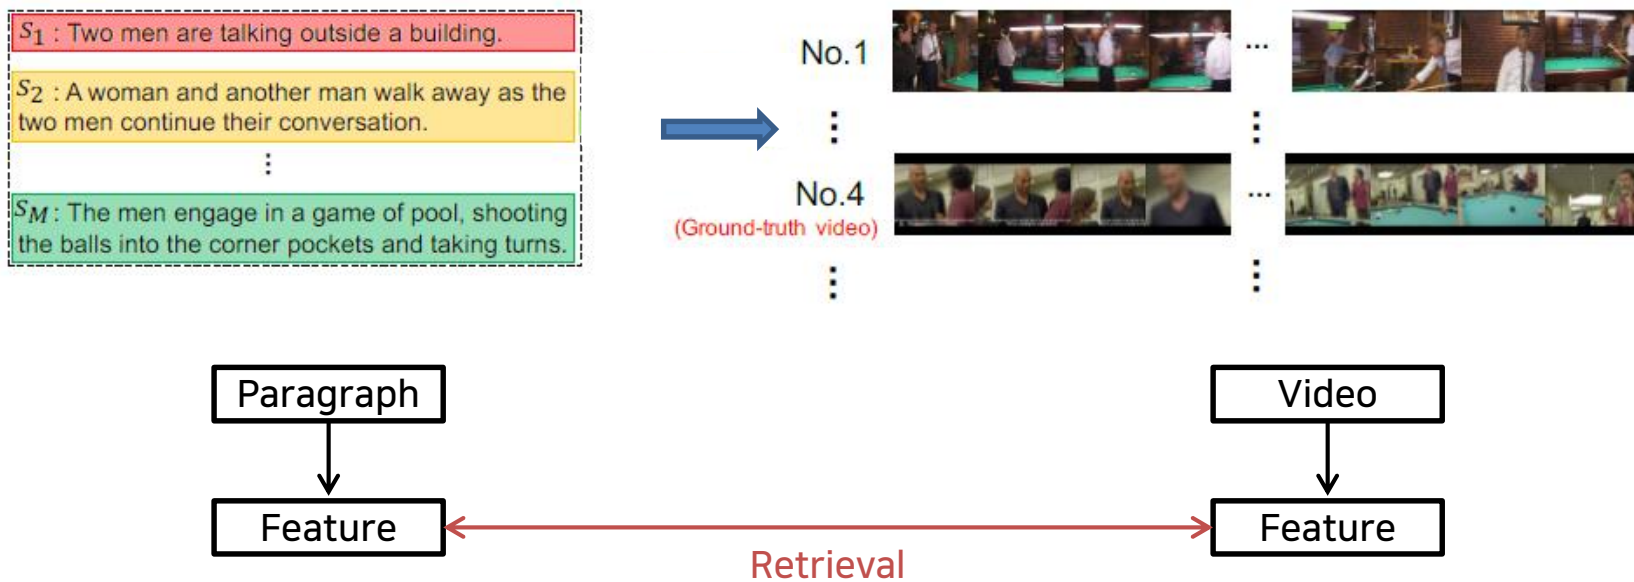 S₁ : Two men are talking outside a building.
S₂ : A woman and another man walk away as the
two men continue their conversation.
⋮
S_M : The men engage in a game of pool, shooting
the balls into the corner pockets and taking turns.
No.1
...
⋮
⋮
No.4
(Ground-truth video)
...
⋮
⋮
Paragraph
Video
Feature
Feature
Retrieval